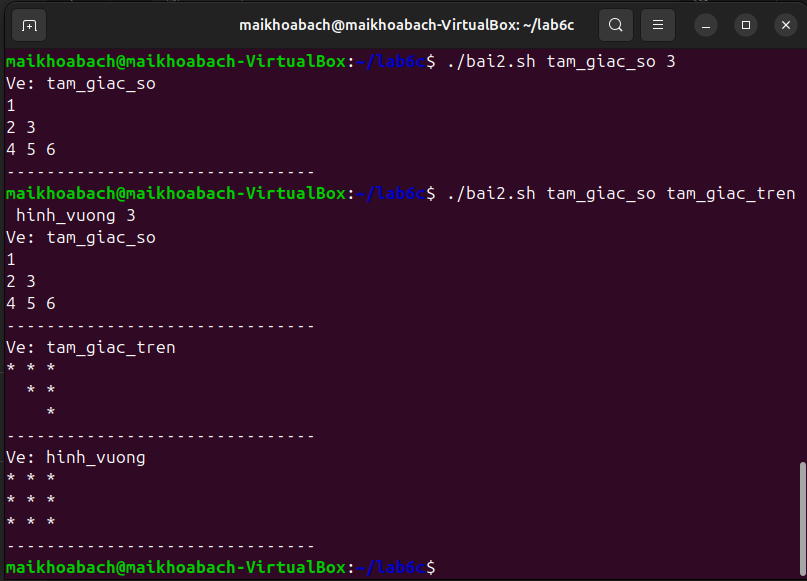 maikhoabach@maikhoabach-VirtualBox: ~/lab6c
maikhoabach@maikhoabach-VirtualBox:~/lab6c$ ./bai2.sh tam_giac_so 3
Ve: tam_giac_so
1
2 3
4 5 6
-------------------------------
maikhoabach@maikhoabach-VirtualBox:~/lab6c$ ./bai2.sh tam_giac_so tam_giac_tren
 hinh_vuong 3
Ve: tam_giac_so
1
2 3
4 5 6
-------------------------------
Ve: tam_giac_tren
* * *
  * *
    *
-------------------------------
Ve: hinh_vuong
* * *
* * *
* * *
-------------------------------
maikhoabach@maikhoabach-VirtualBox:~/lab6c$